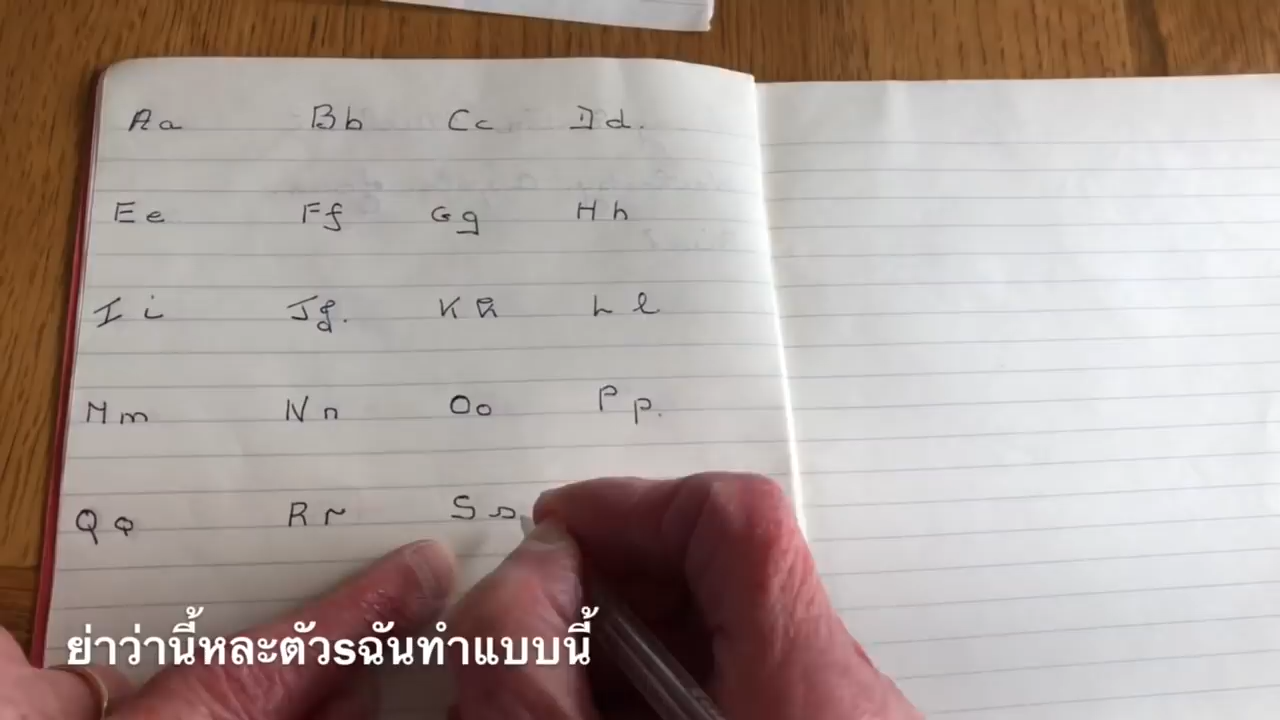 Aa Bb Cc Dd.
Ee Ff Gg Hh
Ii Jj. Kk Ll
Mm Nn Oo Pp.
Qq Rr Ss
ย่าว่านี้หละตัวsฉันทำแบบนี้